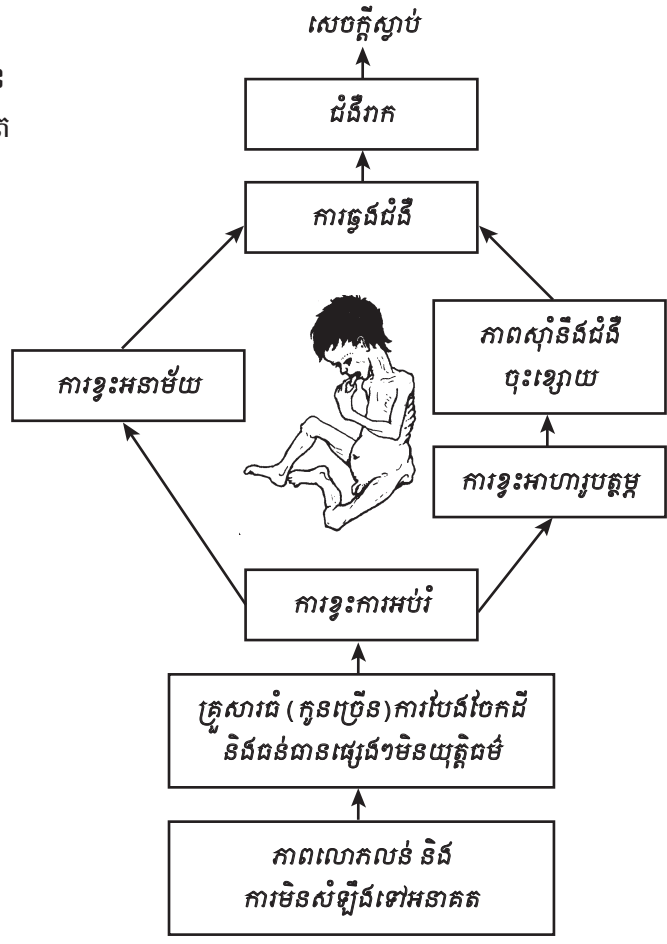 សេចក្ដីស្លាប់
ជំងឺរាក
ការឆ្លងជំងឺ
ភាពស៊ាំនឹងជំងឺ
ចុះខ្សោយ
ការខ្វះអនាម័យ
ការខ្វះអាហារូបត្ថម្ភ
ការខ្វះការអប់រំ
គ្រួសារធំ (កូនច្រើន) ការបែងចែកដី
និងធនធានផ្សេងៗមិនយុត្តិធម៌
ភាពលោភលន់ និង
ការមិនសំឡឹងទៅអនាគត